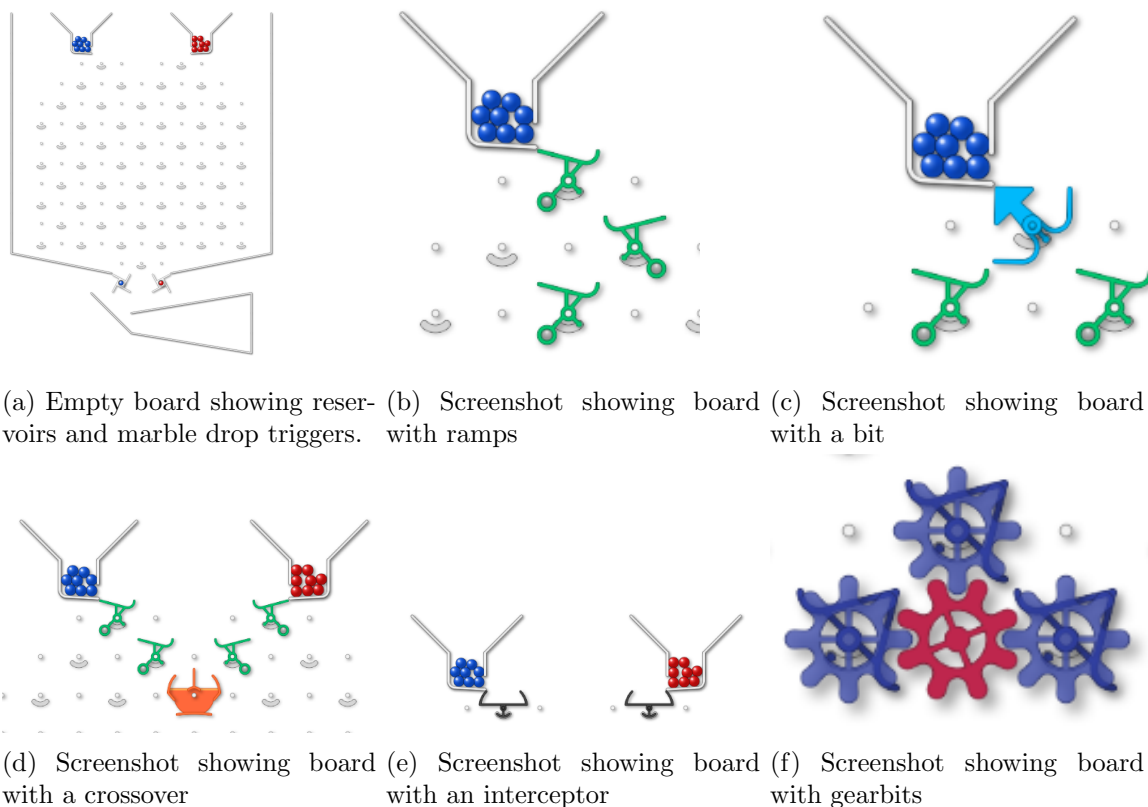 (a) Empty board showing reser-
voirs and marble drop triggers.
(b) Screenshot showing board
with ramps
(c) Screenshot showing board
with a bit
(d) Screenshot showing board
with a crossover
(e) Screenshot showing board
with an interceptor
(f) Screenshot showing board
with gearbits